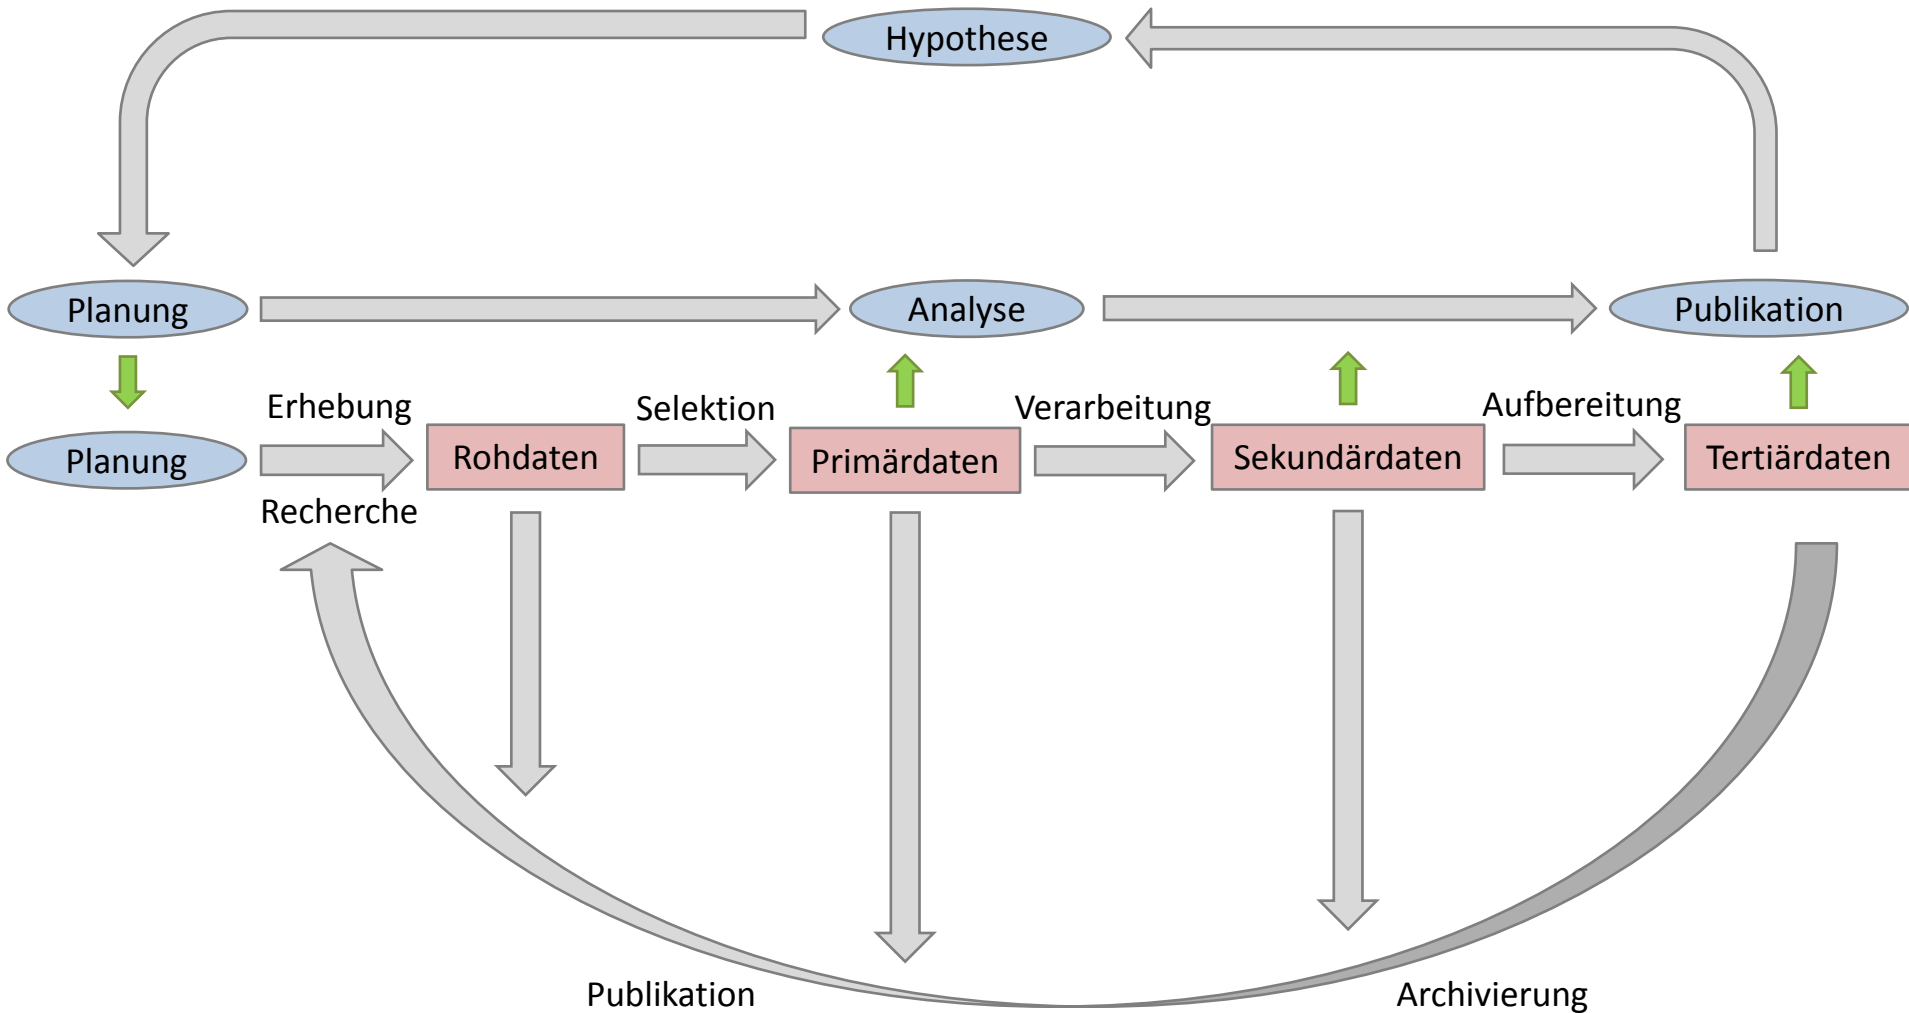 Hypothese
Planung
Analyse
Publikation
Erhebung
Selektion
Verarbeitung
Aufbereitung
Planung
Rohdaten
Primärdaten
Sekundärdaten
Tertiärdaten
Recherche
Publikation
Archivierung